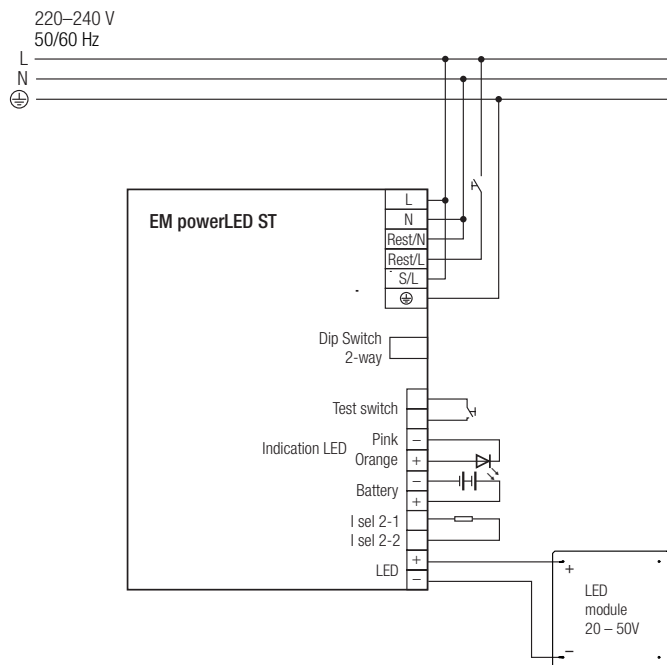 220–240 V
50/60 Hz
L
N
EM powerLED ST
L
N
Rest/N
Rest/L
S/L
Dip Switch
2-way
Test switch
Indication LED
Pink
–
Orange
+
Battery
–
+
I sel 2-1
I sel 2-2
LED
+
–
+
LED
module
20 – 50V
–